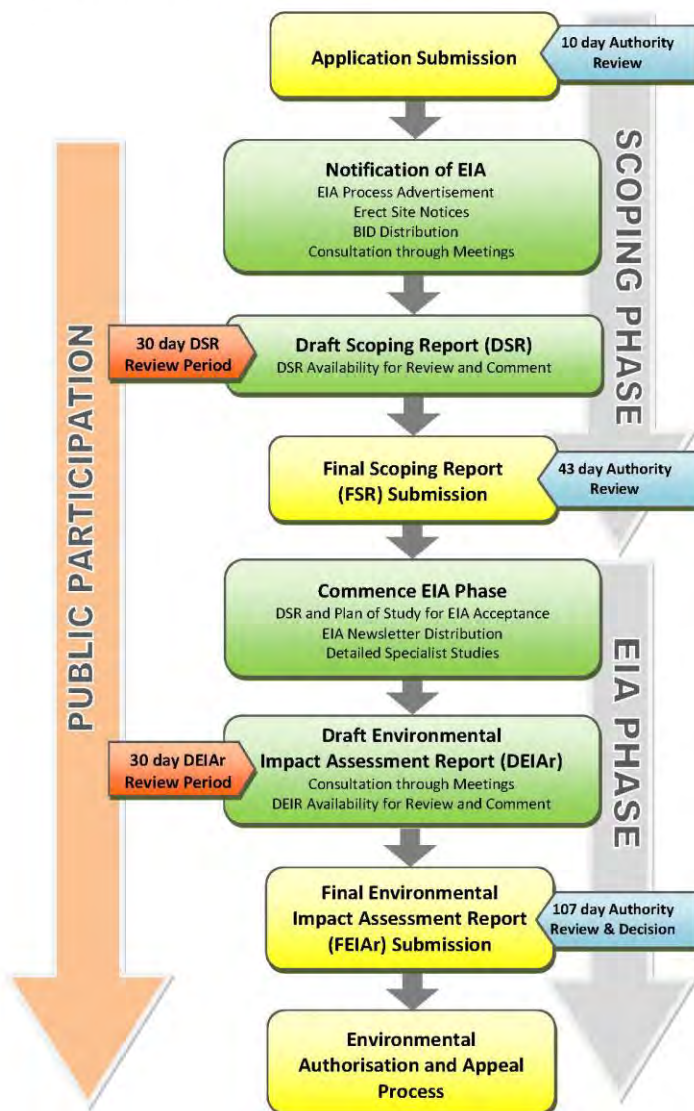 Application Submission
10 day Authority
Review
SCOPING PHASE
Notification of EIA
EIA Process Advertisement
Erect Site Notices
BID Distribution
Consultation through Meetings
PUBLIC PARTICIPATION
30 day DSR
Review Period
Draft Scoping Report (DSR)
DSR Availability for Review and Comment
Final Scoping Report
(FSR) Submission
43 day Authority
Review
Commence EIA Phase
DSR and Plan of Study for EIA Acceptance
EIA Newsletter Distribution
Detailed Specialist Studies
EIA PHASE
30 day DEIAr
Review Period
Draft Environmental
Impact Assessment Report (DEIAr)
Consultation through Meetings
DEIR Availability for Review and Comment
Final Environmental
Impact Assessment Report
(FEIAr) Submission
107 day Authority
Review & Decision
Environmental
Authorisation and Appeal
Process